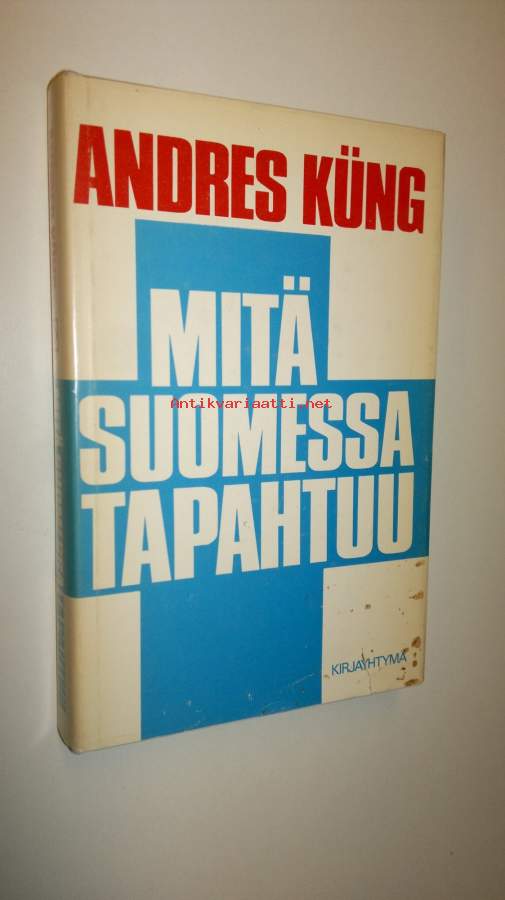 ANDRES KÜNG
MITÄ
Antikvariaatti.net
SUOMESSA
TAPAHTUU
KIRJAYHTYMÄ